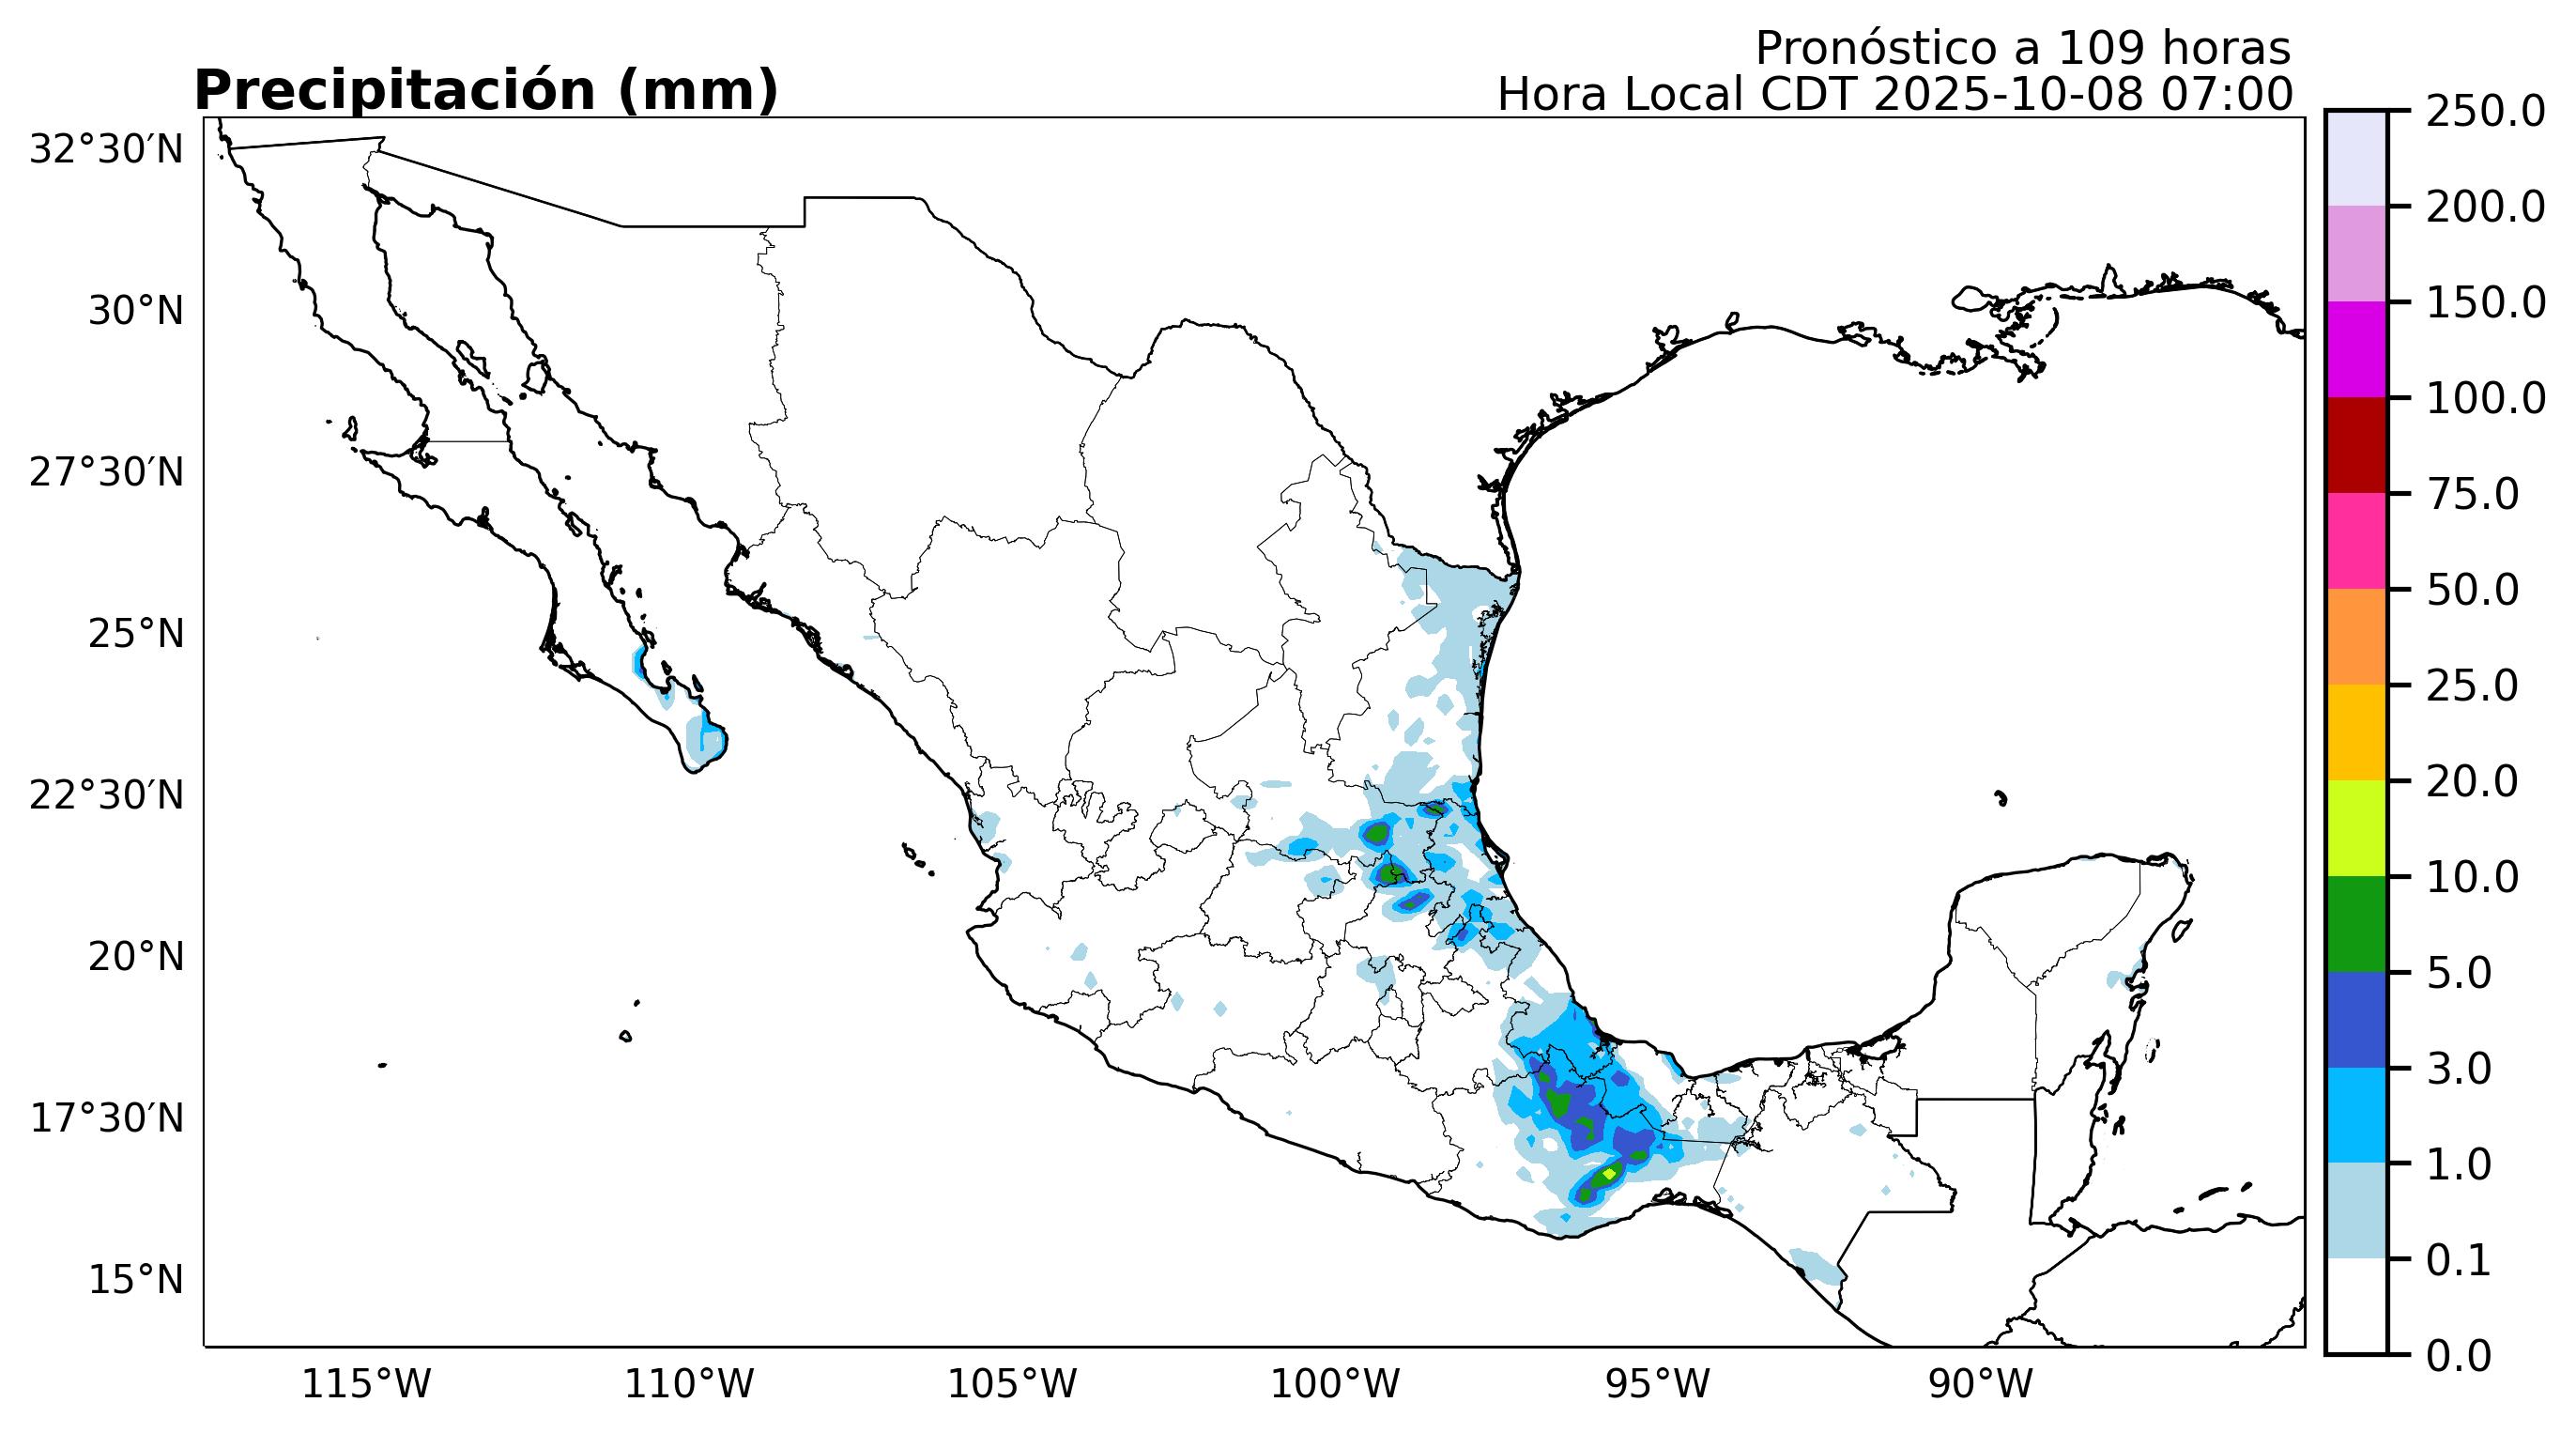 Pronóstico a 109 horas
Precipitación (mm)
Hora Local CDT 2025-10-08 07:00
32°30′N
30°N
27°30′N
25°N
22°30′N
20°N
17°30′N
15°N
115°W
110°W
105°W
100°W
95°W
90°W
250.0
200.0
150.0
100.0
75.0
50.0
25.0
20.0
10.0
5.0
3.0
1.0
0.1
0.0